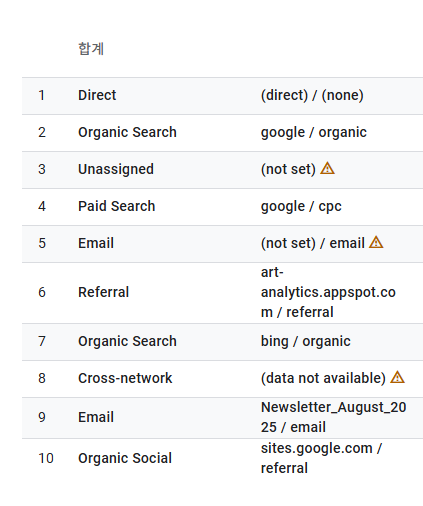 합계
1 Direct (direct) / (none)
2 Organic Search google / organic
3 Unassigned (not set)
4 Paid Search google / cpc
5 Email (not set) / email
6 Referral art-
analytics.appspot.co
m / referral
7 Organic Search bing / organic
8 Cross-network (data not available)
9 Email Newsletter_August_20
25 / email
10 Organic Social sites.google.com /
referral